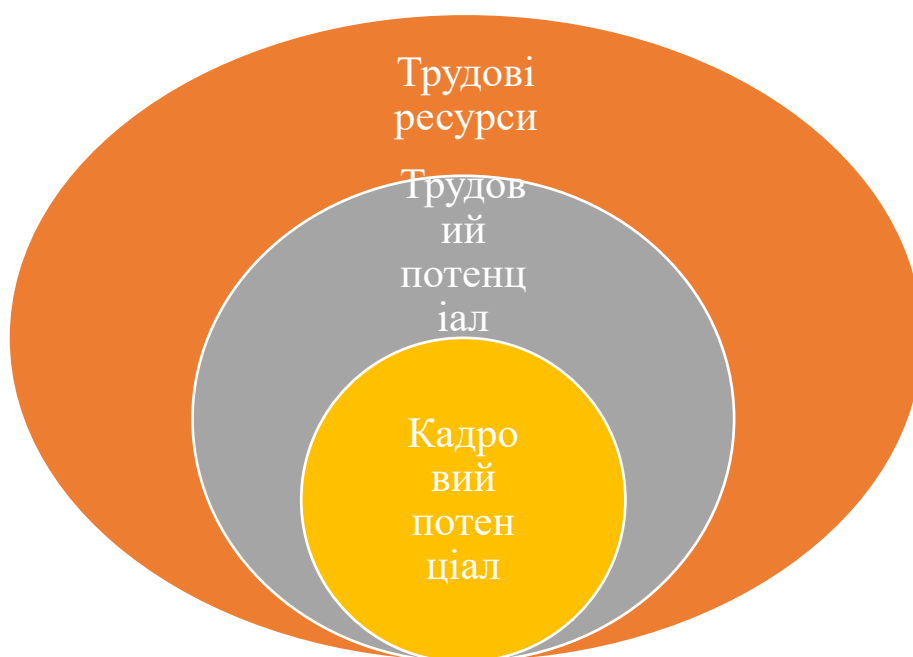 Трудові
ресурси
Трудов
ий
потенц
іал
Кадро
вий
потен
ціал